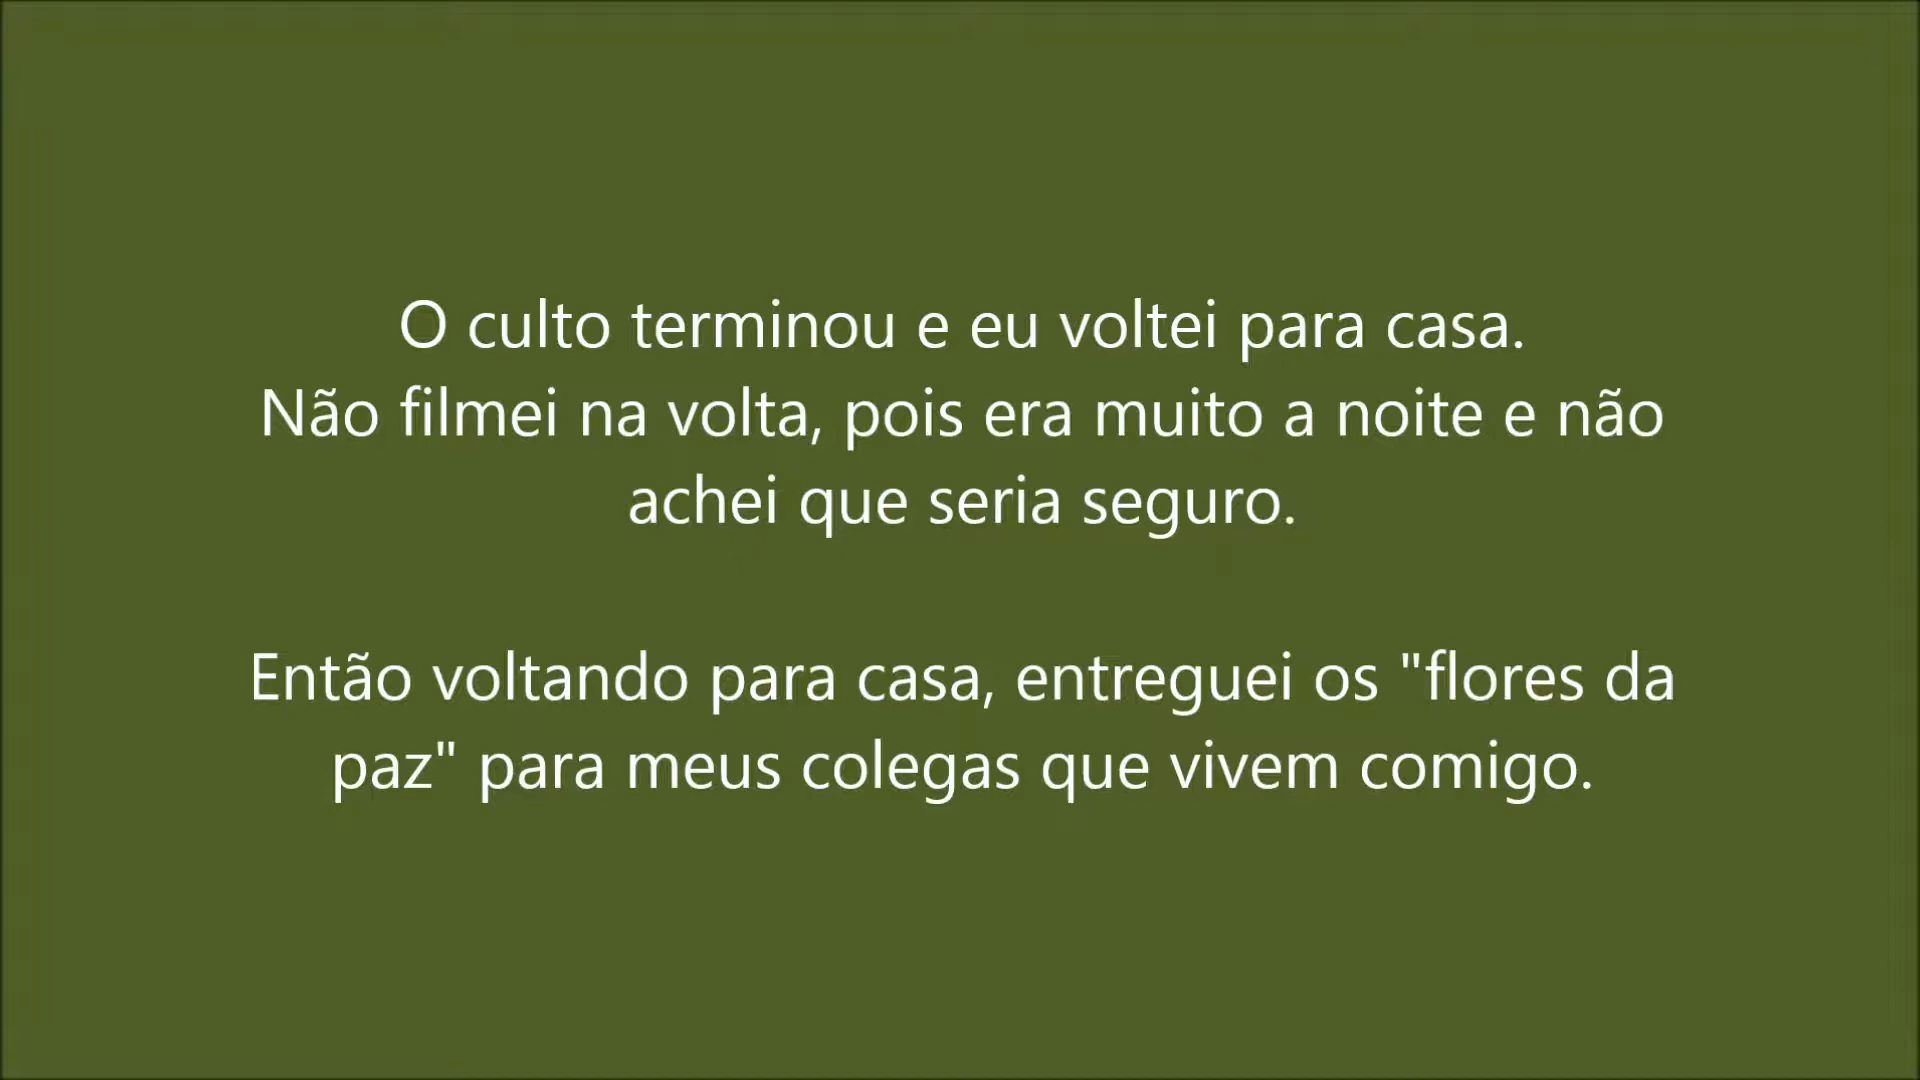 O culto terminou e eu voltei para casa.
Não filmei na volta, pois era muito a noite e não
achei que seria seguro.
Então voltando para casa, entreguei os "flores da
paz" para meus colegas que vivem comigo.